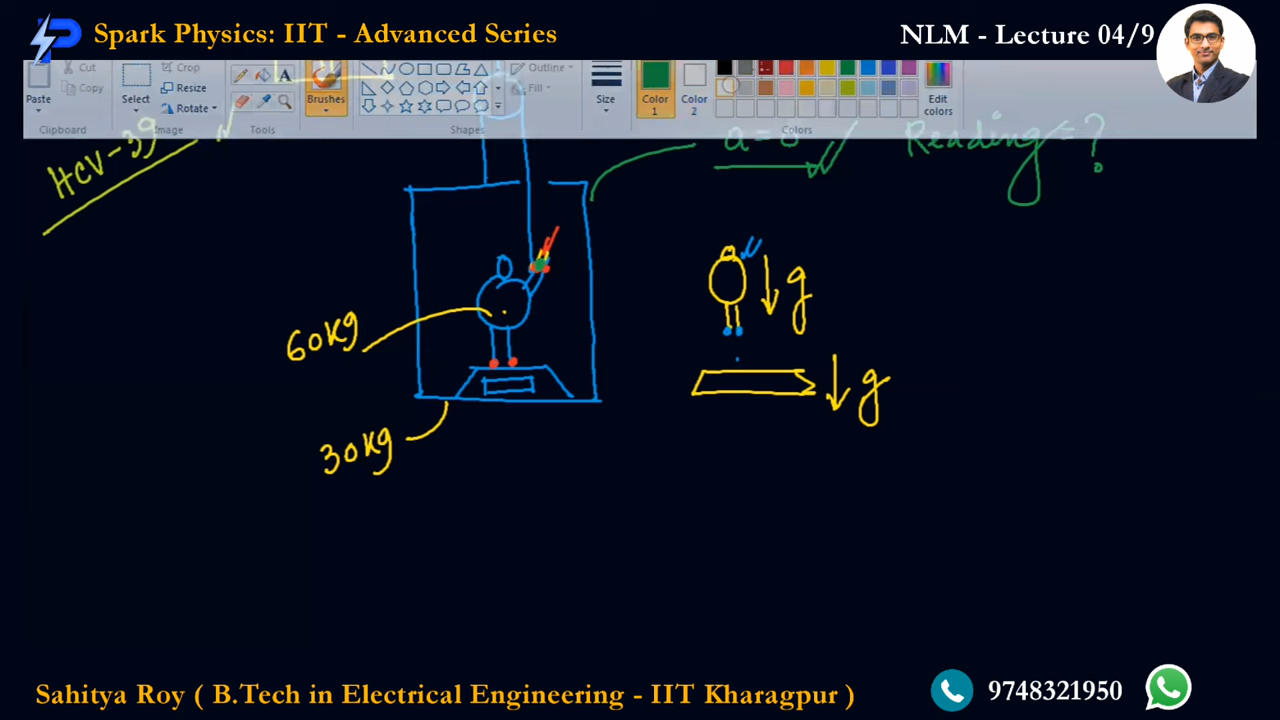 Spark Physics: IIT - Advanced Series
NLM - Lecture 04/9
Cut
Copy
Paste
Clipboard
Select
Crop
Resize
Rotate
Image
Tools
Brushes
Shapes
Outline
Fill
Size
Color 1
Color 2
Edit colors
Colors
HCV-39
a=0
Reading=?
60kg
30kg
g
g
Sahitya Roy ( B.Tech in Electrical Engineering - IIT Kharagpur )
9748321950